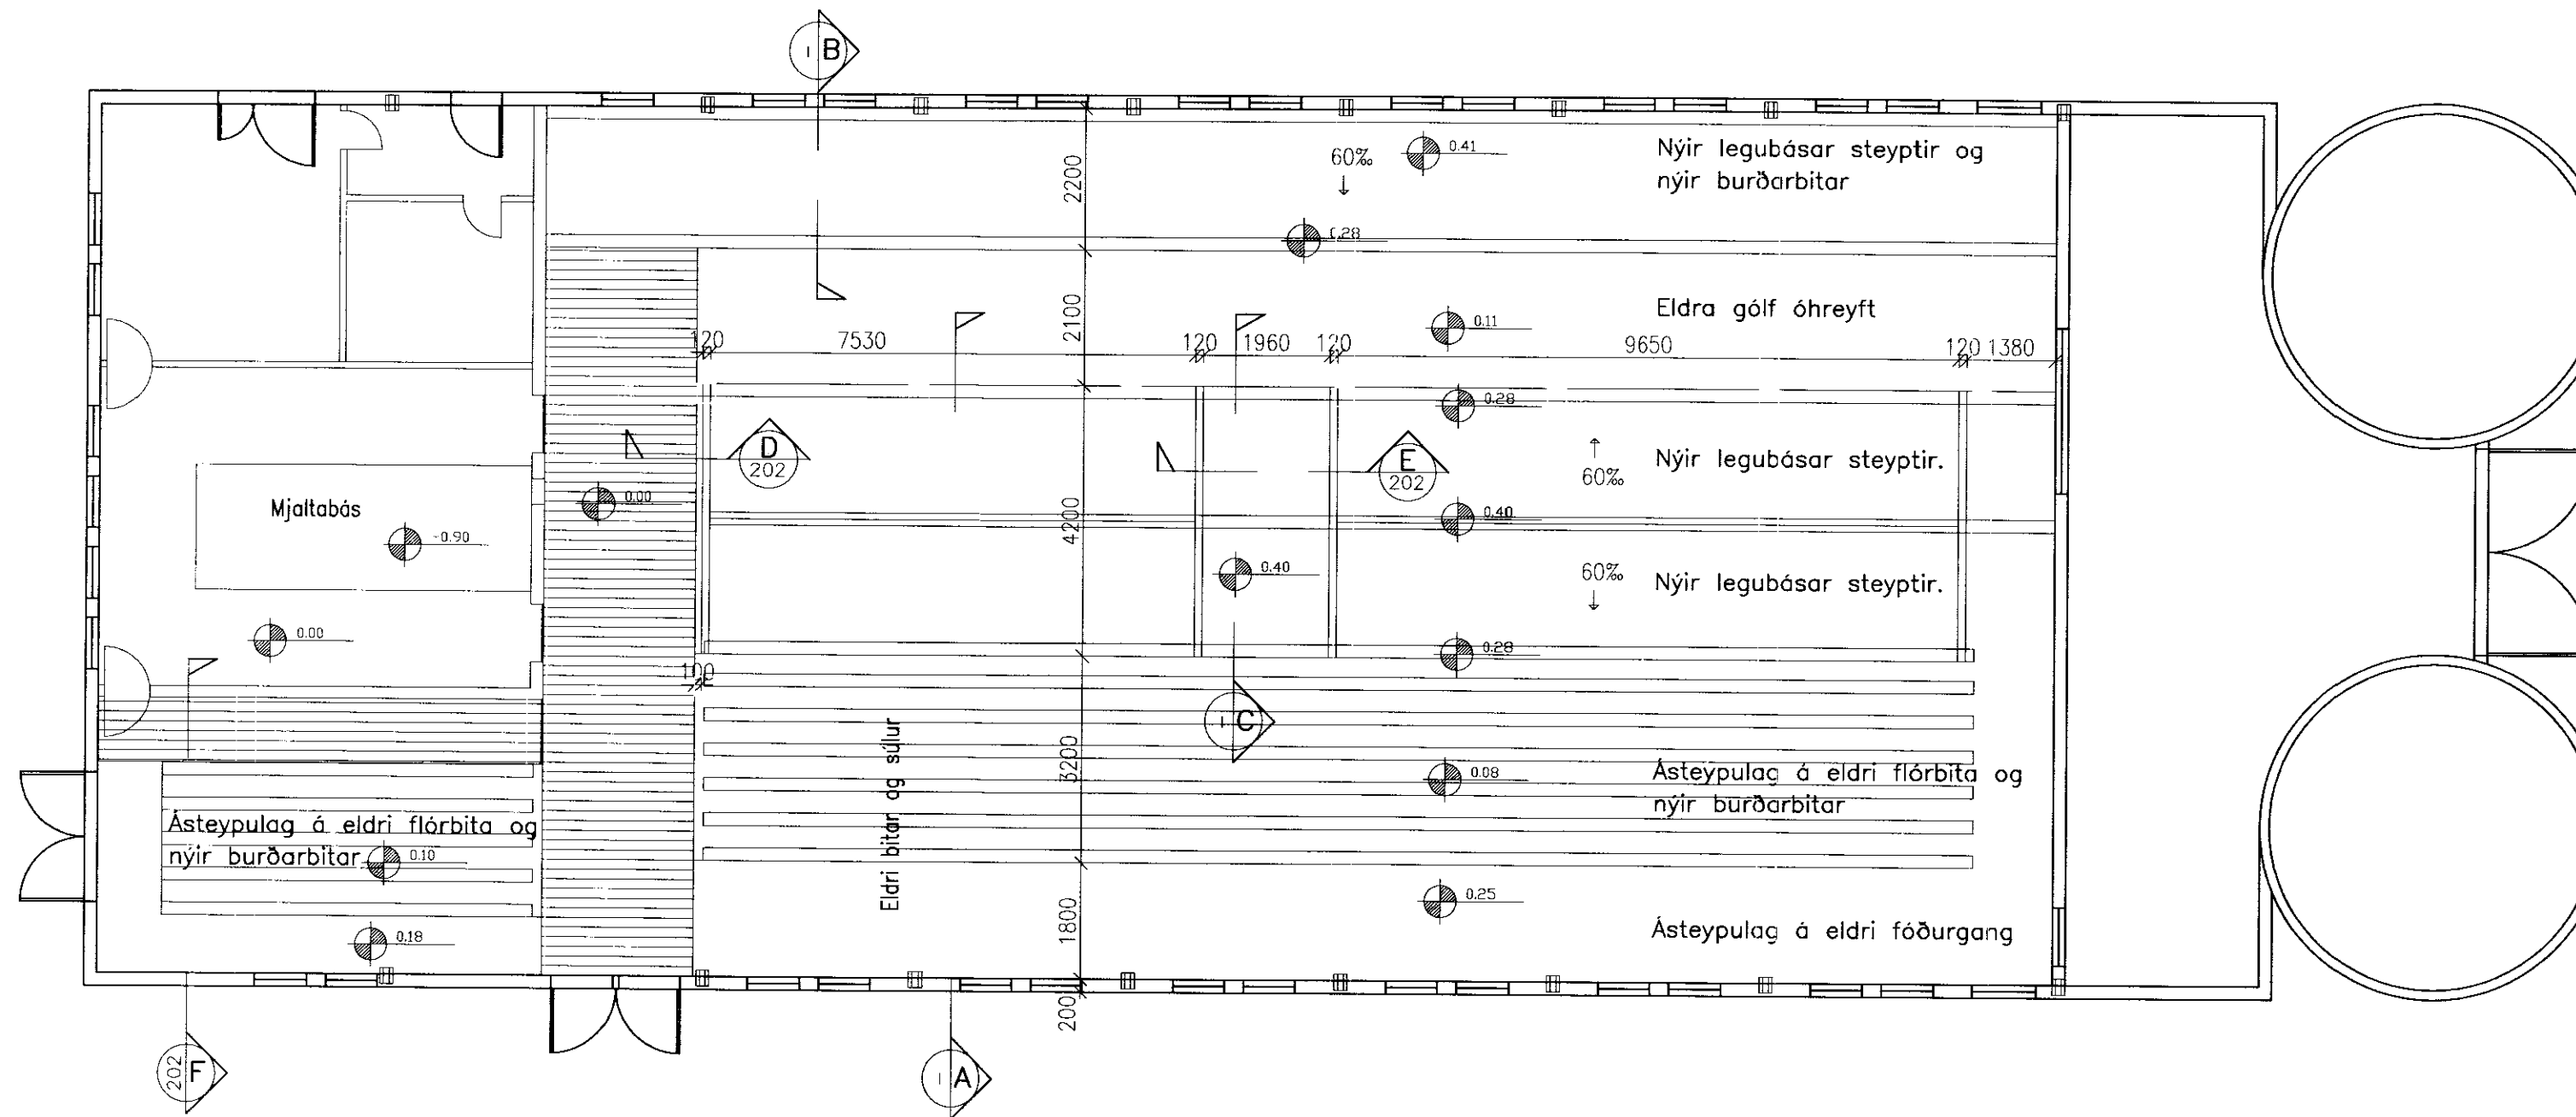 B
0.41
60‰
2200
Nýir legubásar steyptir og
nýir burðarbitar
0.28
2100
Eldra gólf óhreyft
0.11
120
7530
120
1960
120
9650
120
1380
0.28
D
202
E
202
60‰
Nýir legubásar steyptir.
Mjaltabás
0.00
-0.90
4200
0.40
0.40
60‰
Nýir legubásar steyptir.
0.00
0.28
100
C
Eldri bitar og súlur
3200
0.08
Ásteypulag á eldri flórbita og
nýir burðarbitar
Ásteypulag á eldri flórbita og
nýir burðarbitar
0.10
0.25
1800
Ásteypulag á eldri fóðurgang
0.18
200
202
F
A